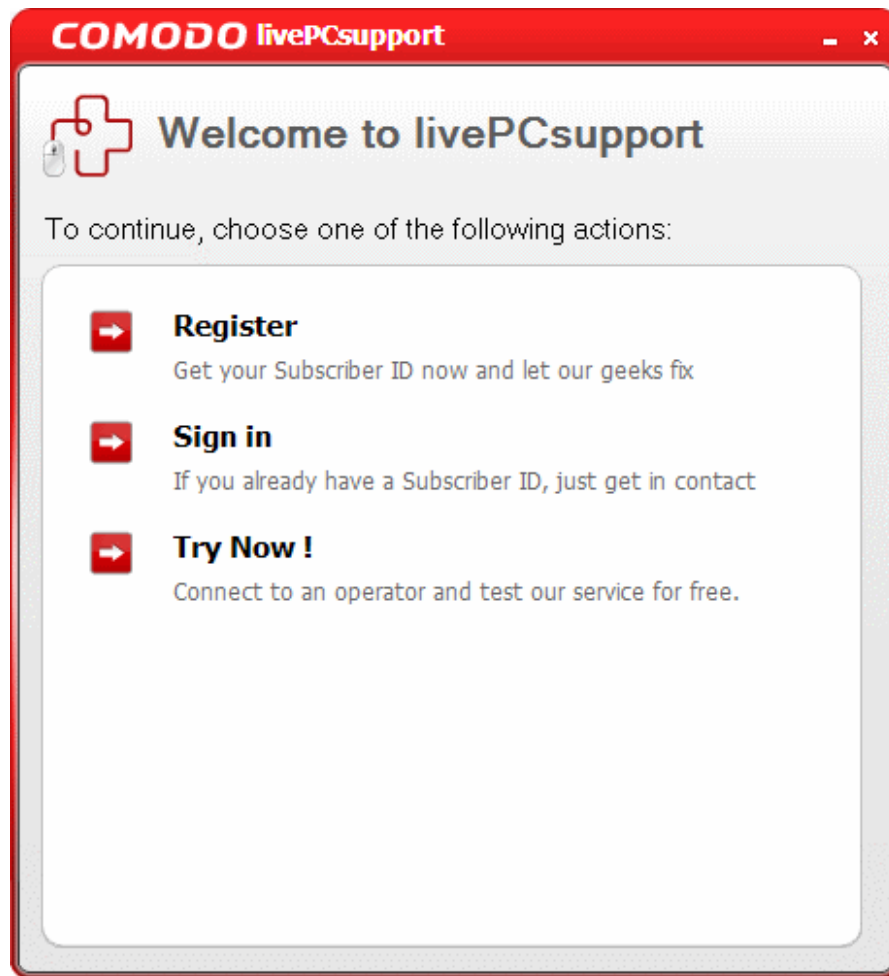 COMODO livePCsupport
Welcome to livePCsupport
To continue, choose one of the following actions:
Register
Get your Subscriber ID now and let our geeks fix
Sign in
If you already have a Subscriber ID, just get in contact
Try Now !
Connect to an operator and test our service for free.